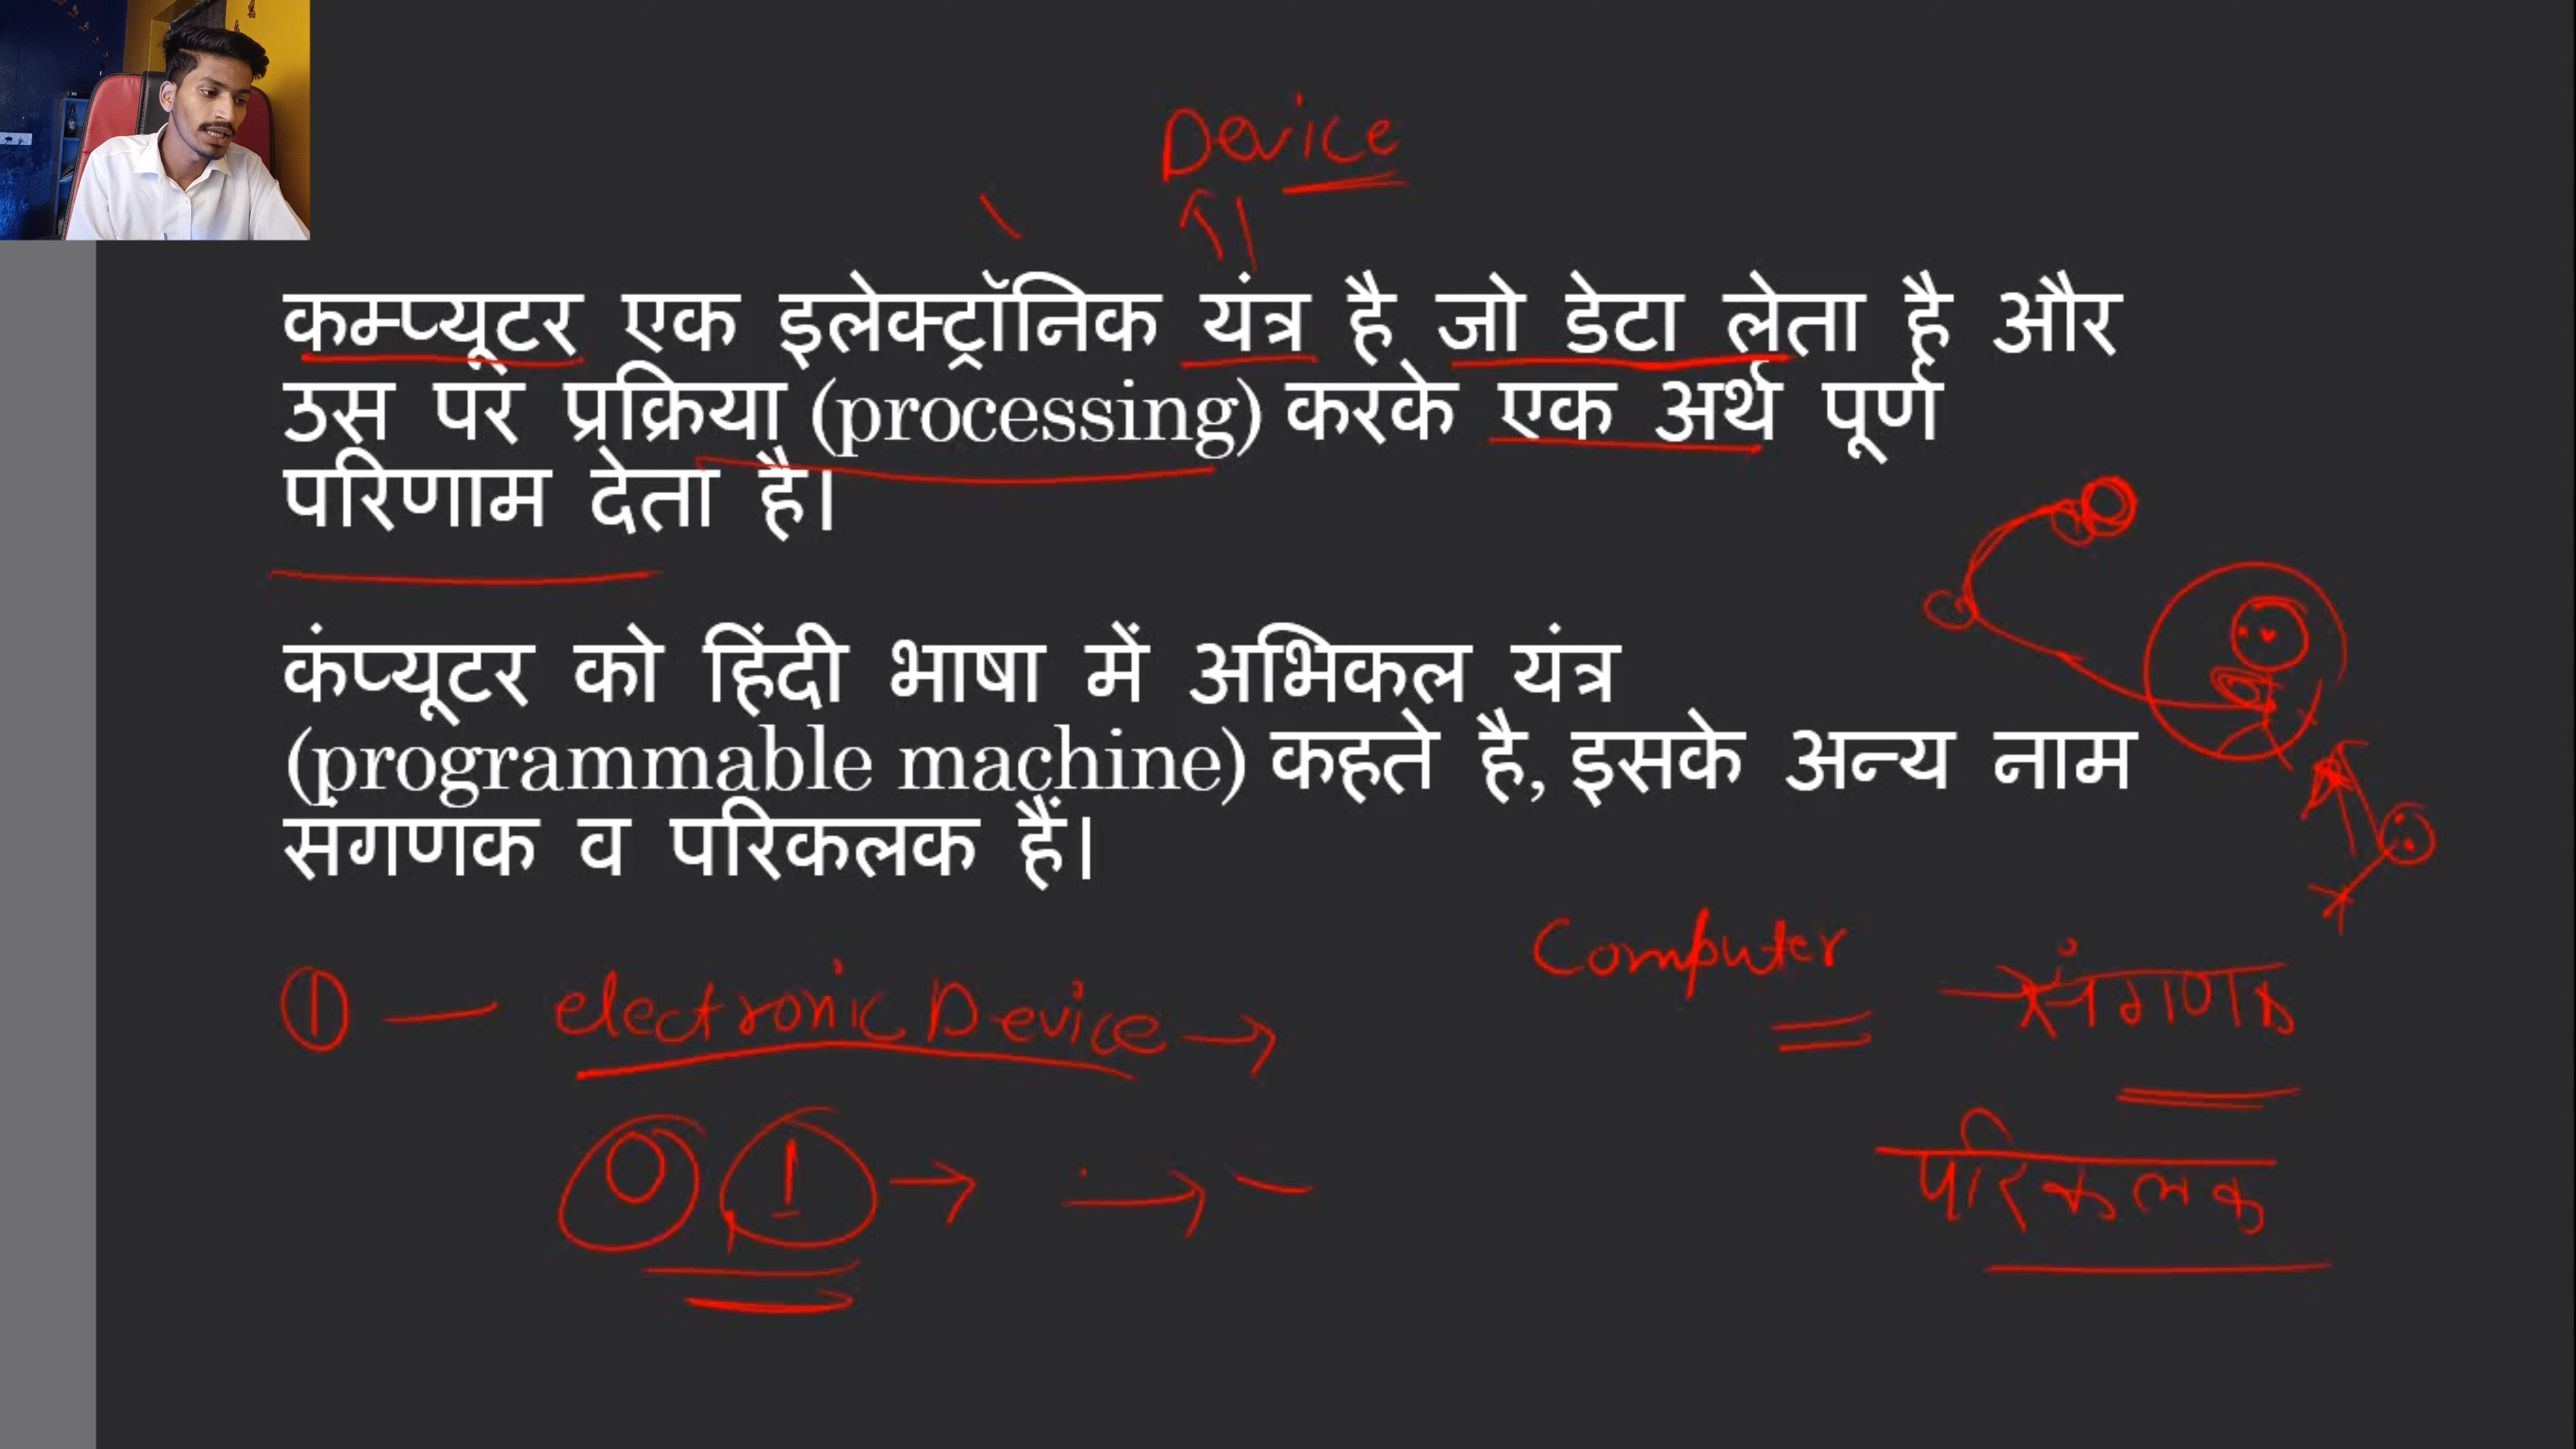 Device
कम्प्यूटर एक इलेक्ट्रॉनिक यंत्र है जो डेटा लेता है और
उस पर प्रक्रिया (processing) करके एक अर्थ पूर्ण
परिणाम देता है।
कंप्यूटर को हिंदी भाषा में अभिकल यंत्र
(programmable machine) कहते है, इसके अन्य नाम
संगणक व परिकलक हैं।
Computer → संगणक
① — electronic Device →
0 1 → → –
परिकलक